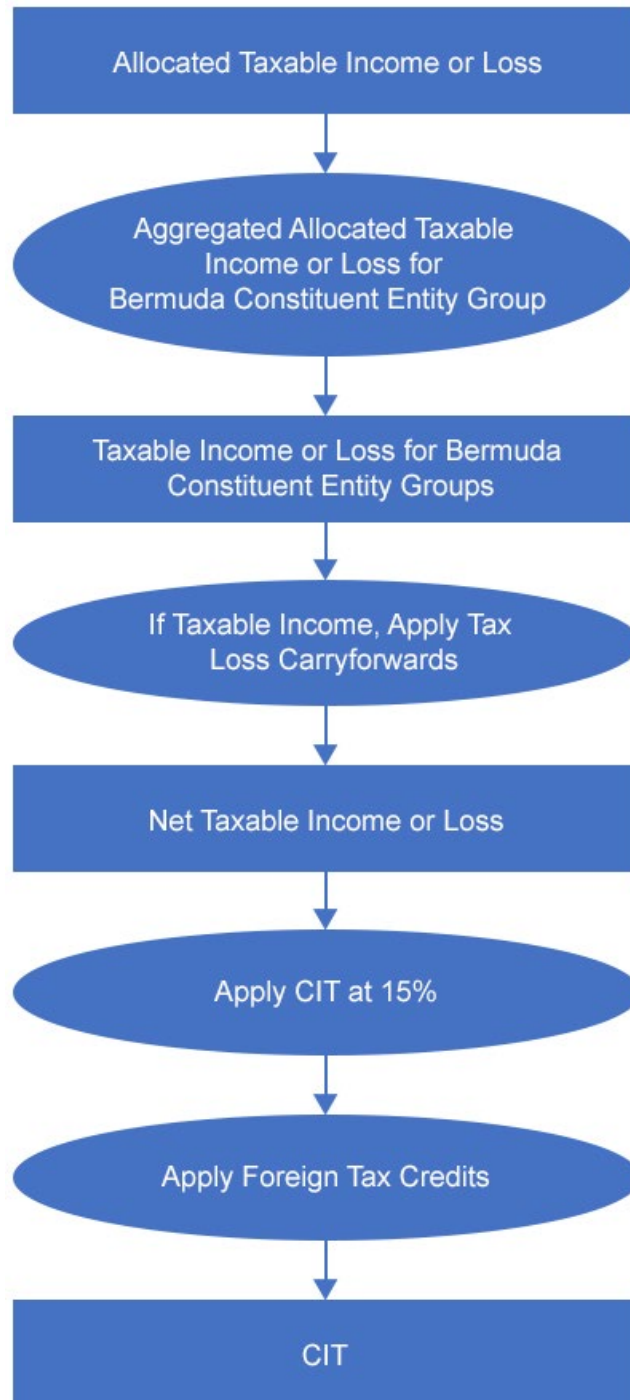 Allocated Taxable Income or Loss
Aggregated Allocated Taxable
Income or Loss for
Bermuda Constituent Entity Group
Taxable Income or Loss for Bermuda
Constituent Entity Groups
If Taxable Income, Apply Tax
Loss Carryforwards
Net Taxable Income or Loss
Apply CIT at 15%
Apply Foreign Tax Credits
CIT